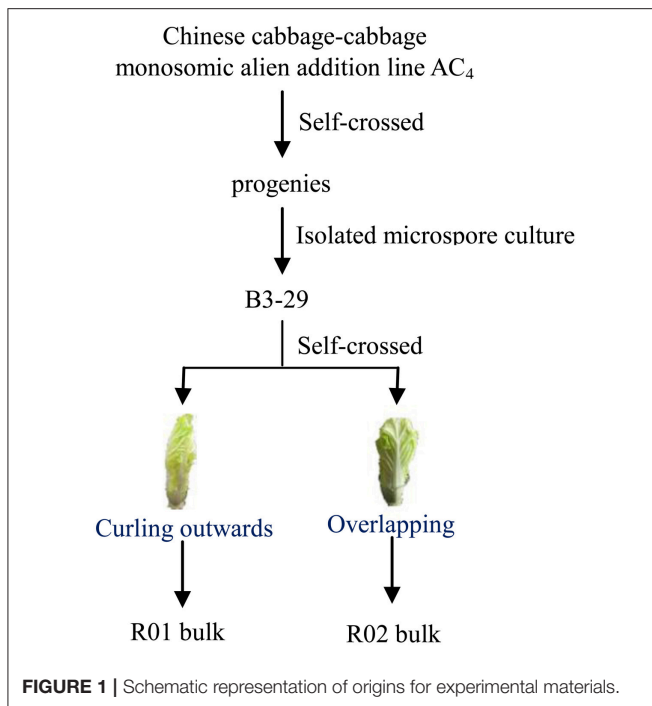 Chinese cabbage-cabbage
monosomic alien addition line AC₄
Self-crossed
progenies
Isolated microspore culture
B3-29
Self-crossed
Curling outwards
Overlapping
R01 bulk
R02 bulk
FIGURE 1 | Schematic representation of origins for experimental materials.